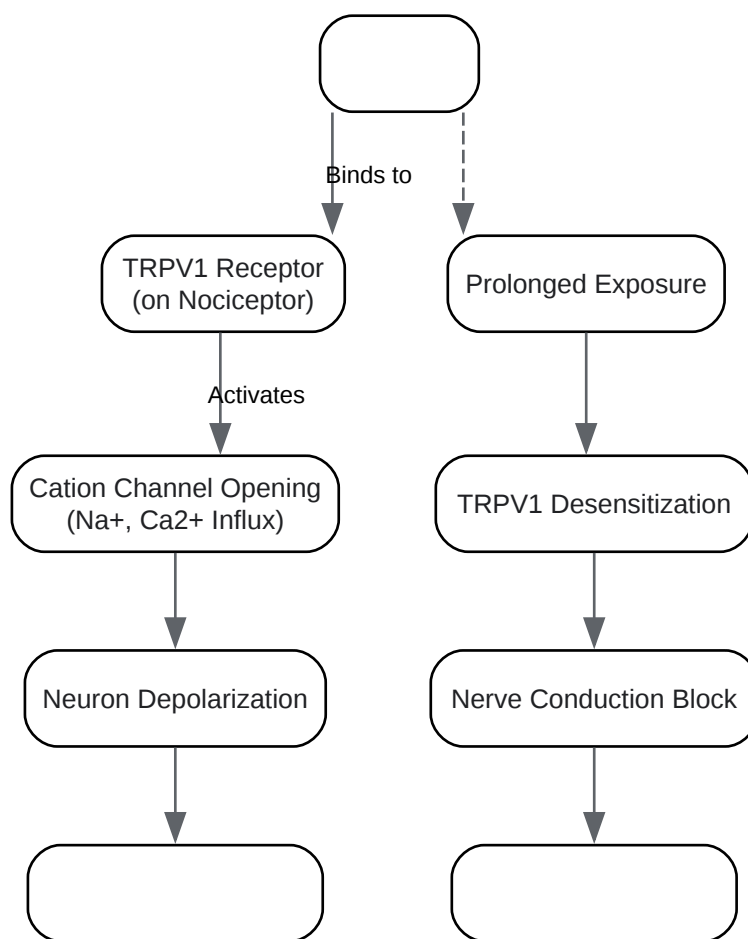 Binds to
TRPV1 Receptor
(on Nociceptor)
Prolonged Exposure
Activates
Cation Channel Opening
(Na+, Ca2+ Influx)
TRPV1 Desensitization
Neuron Depolarization
Nerve Conduction Block